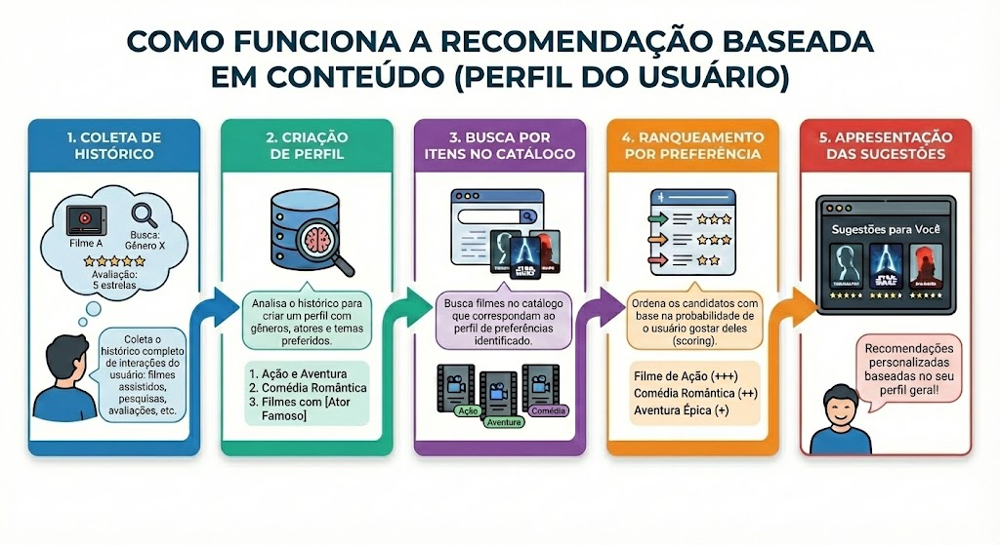 COMO FUNCIONA A RECOMENDAÇÃO BASEADA
EM CONTEÚDO (PERFIL DO USUÁRIO)
1. COLETA DE
HISTÓRICO
Filme A
Busca:
Gênero X
Avaliação:
5 estrelas
Coleta o
histórico completo
de interações do
usuário: filmes
assistidos,
pesquisas,
avaliações, etc.
2. CRIAÇÃO
DE PERFIL
Analisa o histórico para
criar um perfil com
gêneros, atores e temas
preferidos.
1. Ação e Aventura
2. Comédia Romântica
3. Filmes com [Ator
Famoso]
3. BUSCA POR
ITENS NO CATÁLOGO
Busca filmes no catálogo
que correspondam ao
perfil de preferências
identificado.
Ação
Aventure
Comédia
4. RANQUEAMENTO
POR PREFERÊNCIA
Ordena os candidatos com
base na probabilidade de
o usuário gostar deles
(scoring).
Filme de Ação (+++)
Comédia Romântica (++)
Aventura Épica (+)
5. APRESENTAÇÃO
DAS SUGESTÕES
Sugestões para Você
Recomendações
personalizadas
baseadas no seu
perfil geral!